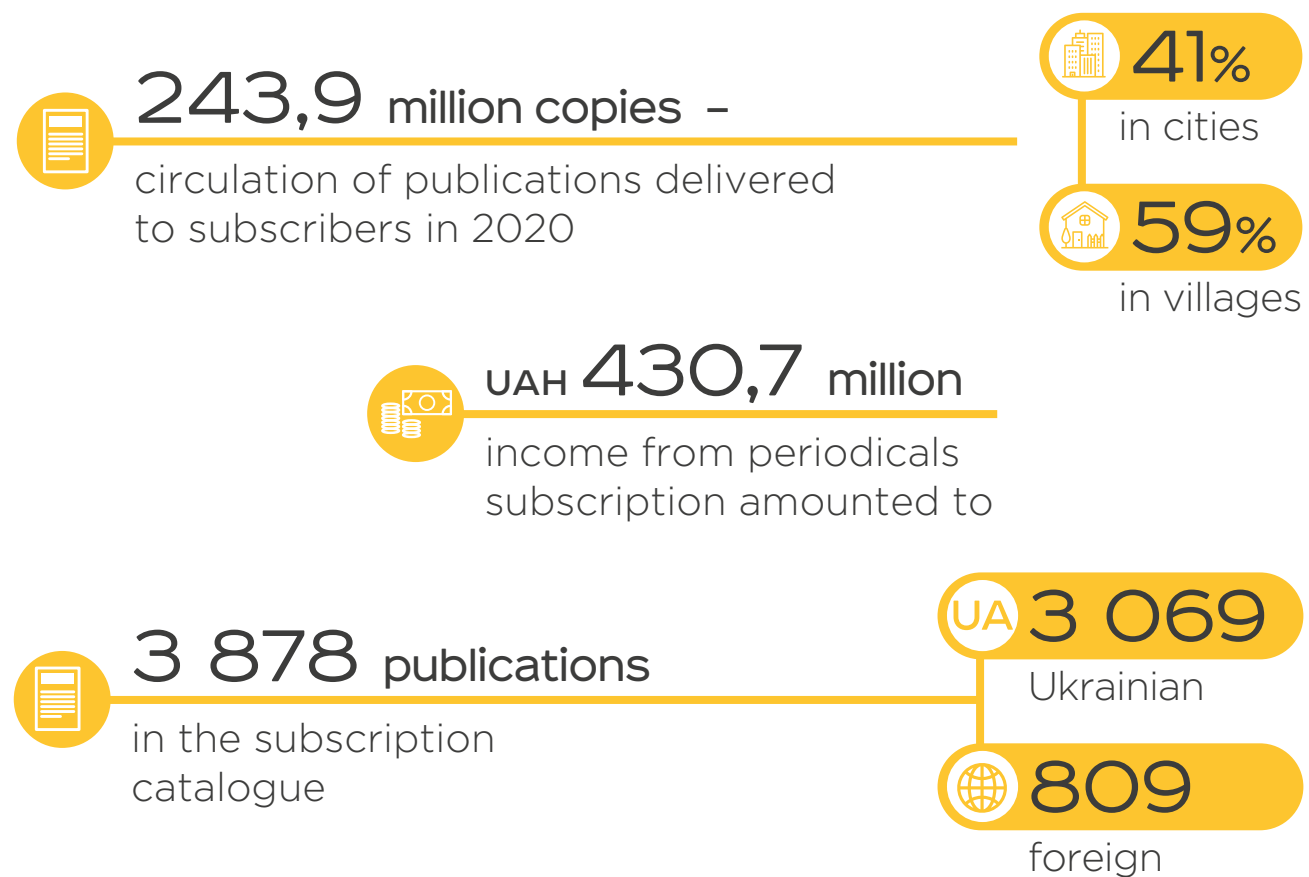 243,9 million copies –
circulation of publications delivered
to subscribers in 2020
41%
in cities
59%
in villages
UAH 430,7 million
income from periodicals
subscription amounted to
3 878 publications
in the subscription
catalogue
UA 3 069
Ukrainian
809
foreign